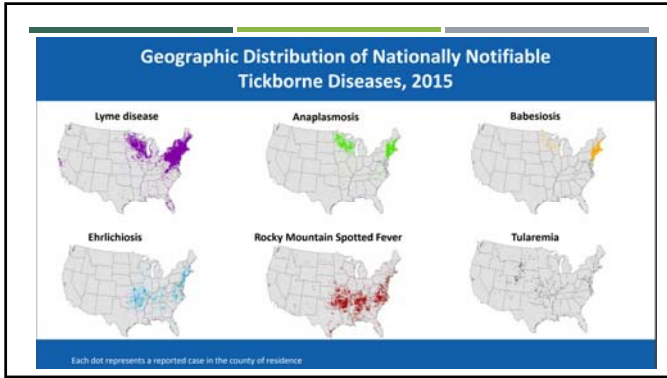 Geographic Distribution of Nationally Notifiable
Tickborne Diseases, 2015
Lyme disease
Anaplasmosis
Babesiosis
Ehrlichiosis
Rocky Mountain Spotted Fever
Tularemia
Each dot represents a reported case in the county of residence